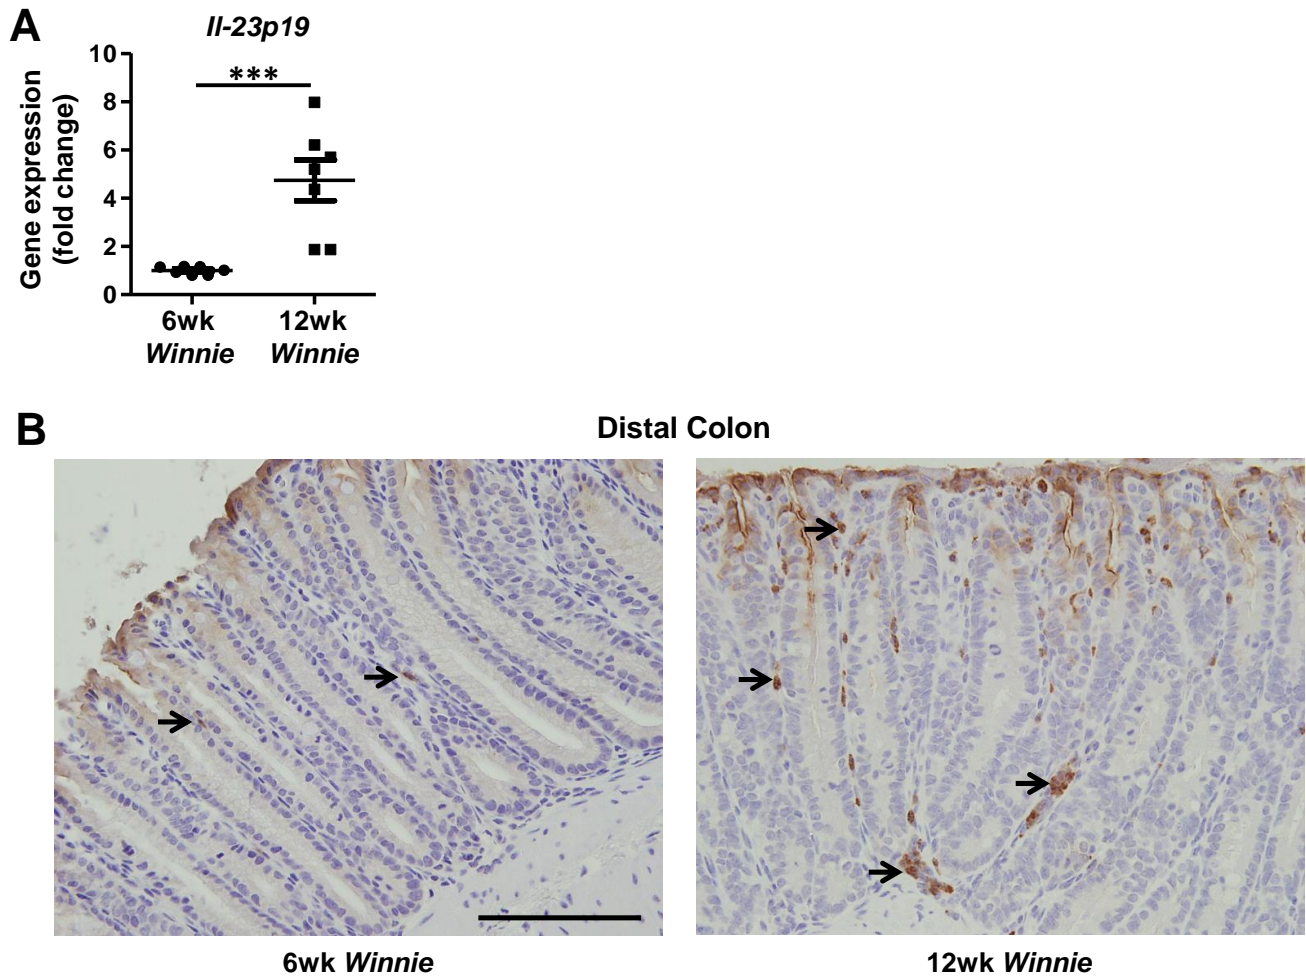 A
Il-23p19
***
Gene expression
(fold change)
10
8
6
4
2
0
6wk
Winnie
12wk
Winnie
B
Distal Colon
6wk Winnie
12wk Winnie